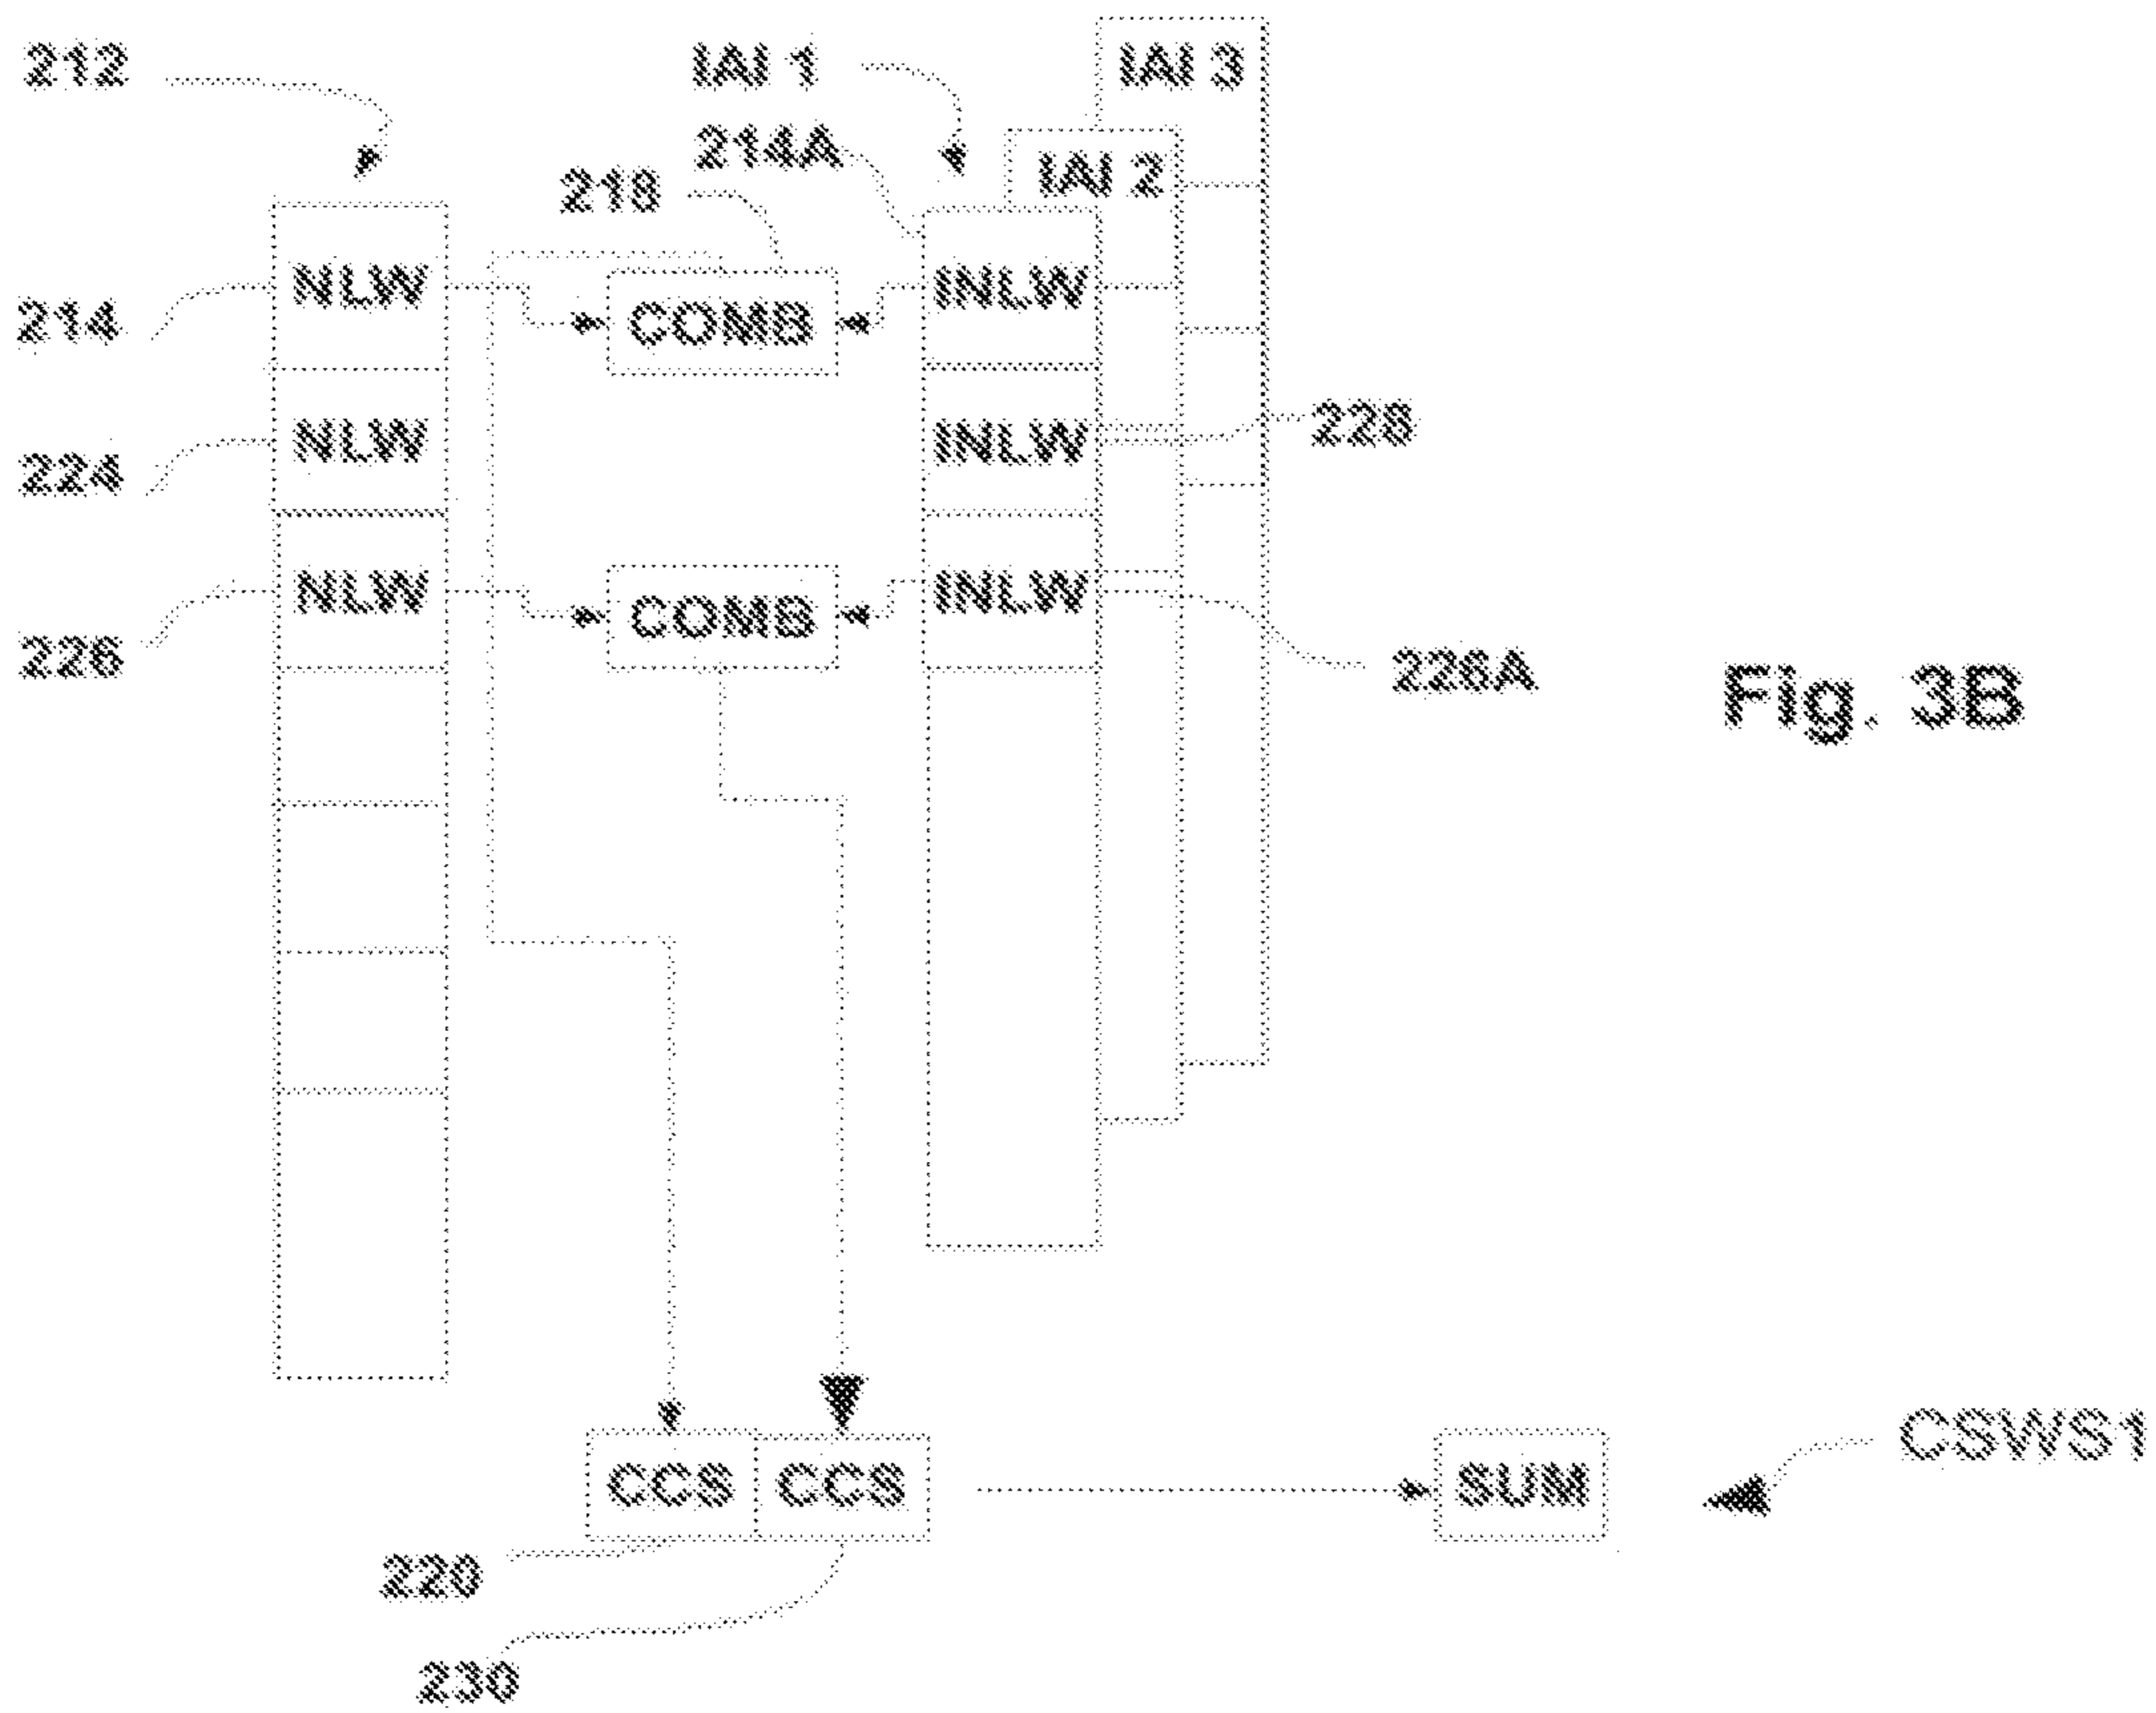 212
IAI 1
IAI 3
214A
IAI 2
218
NLW
INLW
214
COMB
228
NLW
INLW
224
NLW
INLW
COMB
226
226A
Fig. 3B
CSWS1
CCS
CCS
SUM
220
230